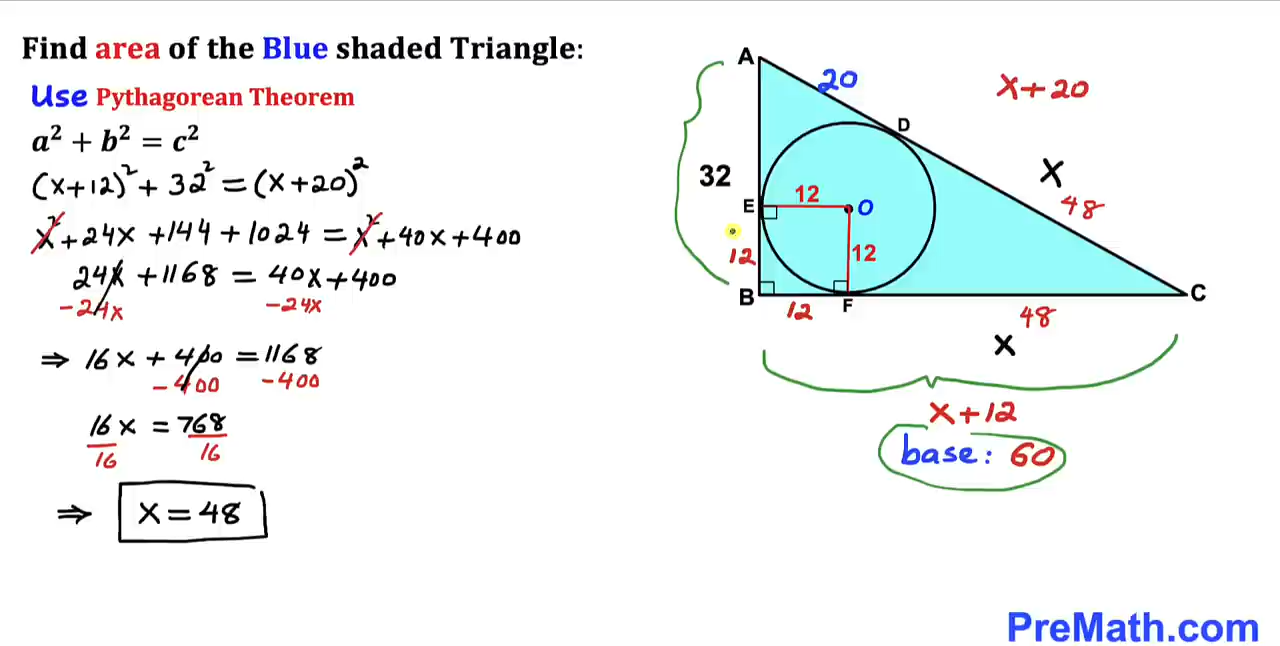 Find area of the Blue shaded Triangle:
Use Pythagorean Theorem
a² + b² = c²
(x+12)² + 32² = (x+20)²
x² + 24x + 144 + 1024 = x² + 40x + 400
24x + 1168 = 40x + 400
-24x -24x
⇒ 16x + 400 = 1168
-400 -400
16x = 768
16 16
⇒ x = 48
A
20
x+20
D
32
x
48
E
12
O
12
12
B
12
F
48
C
x
x+12
base: 60
PreMath.com